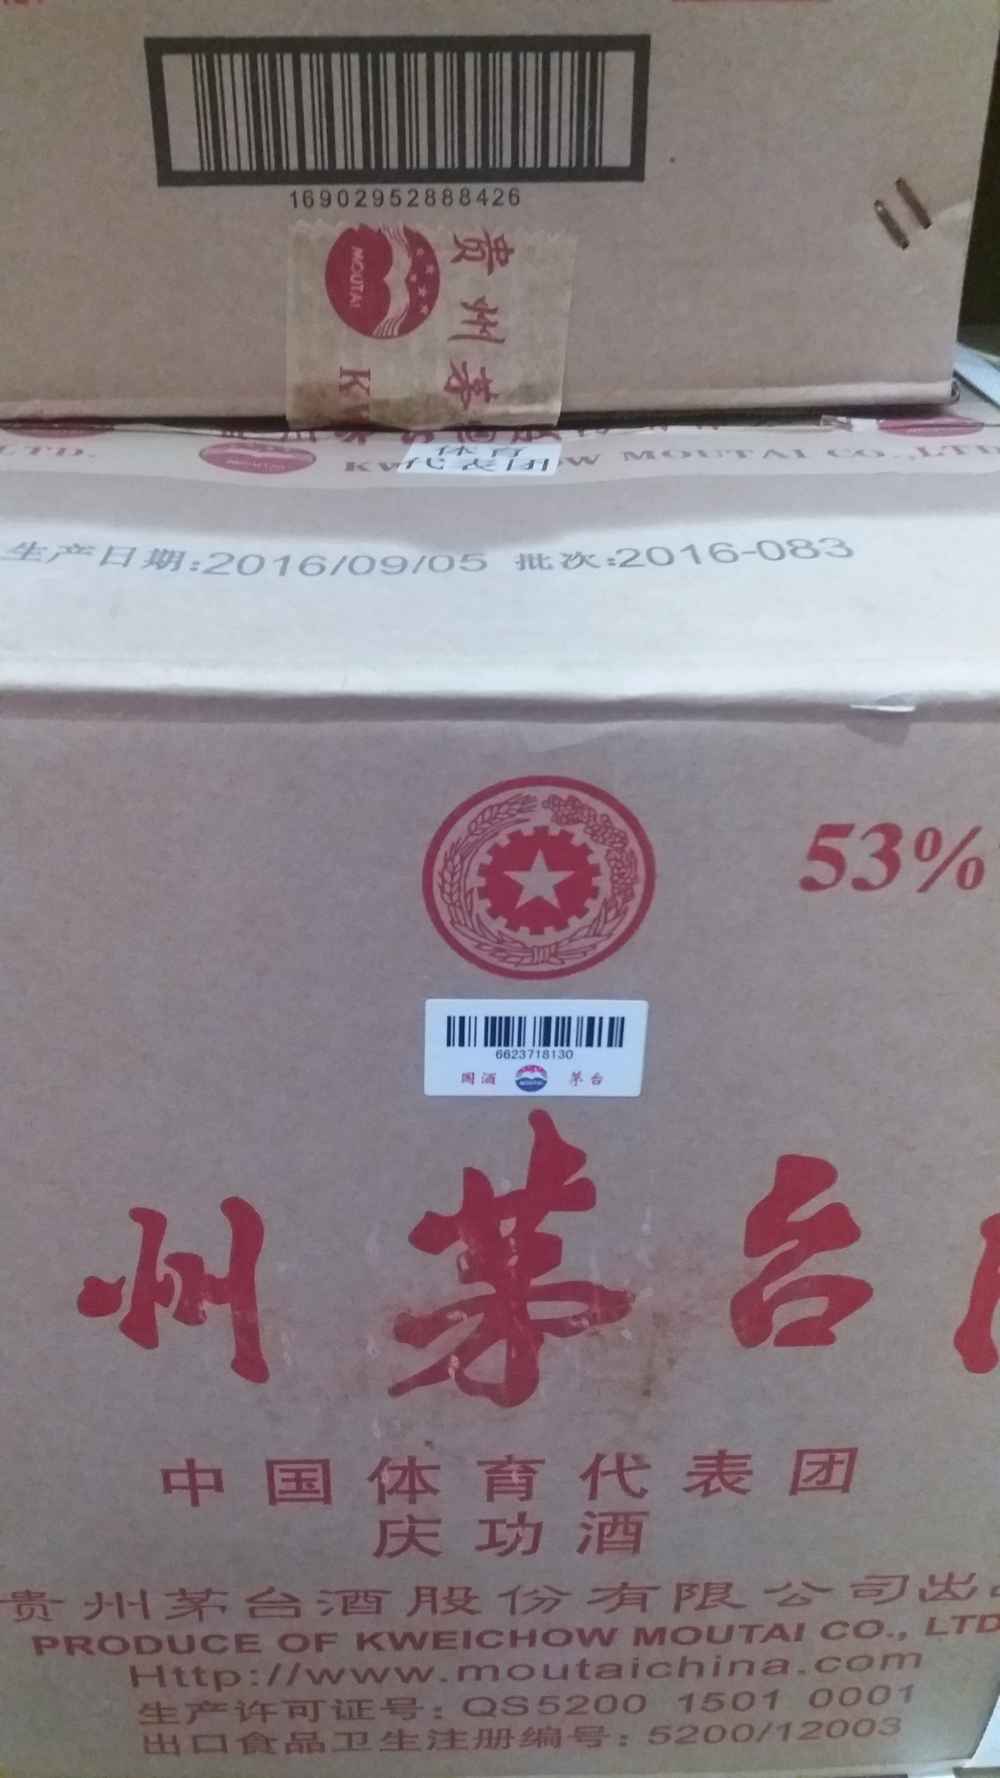 16902952888426
MOUTAI
贵州茅
K
LTD.
体育
代表团
KW
OW MOUTAI CO.,LTD
生产日期:2016/09/05 批次:2016-083
53%
6623718130
国酒 MOUTAI 茅台
州茅台
中国体育代表团
庆功酒
贵州茅台酒股份有限公司出
PRODUCE OF KWEICHOW MOUTAI CO., LTD
Http://www.moutaichina.com
生产许可证号: QS5200 1501 0001
出口食品卫生注册编号: 5200/12003